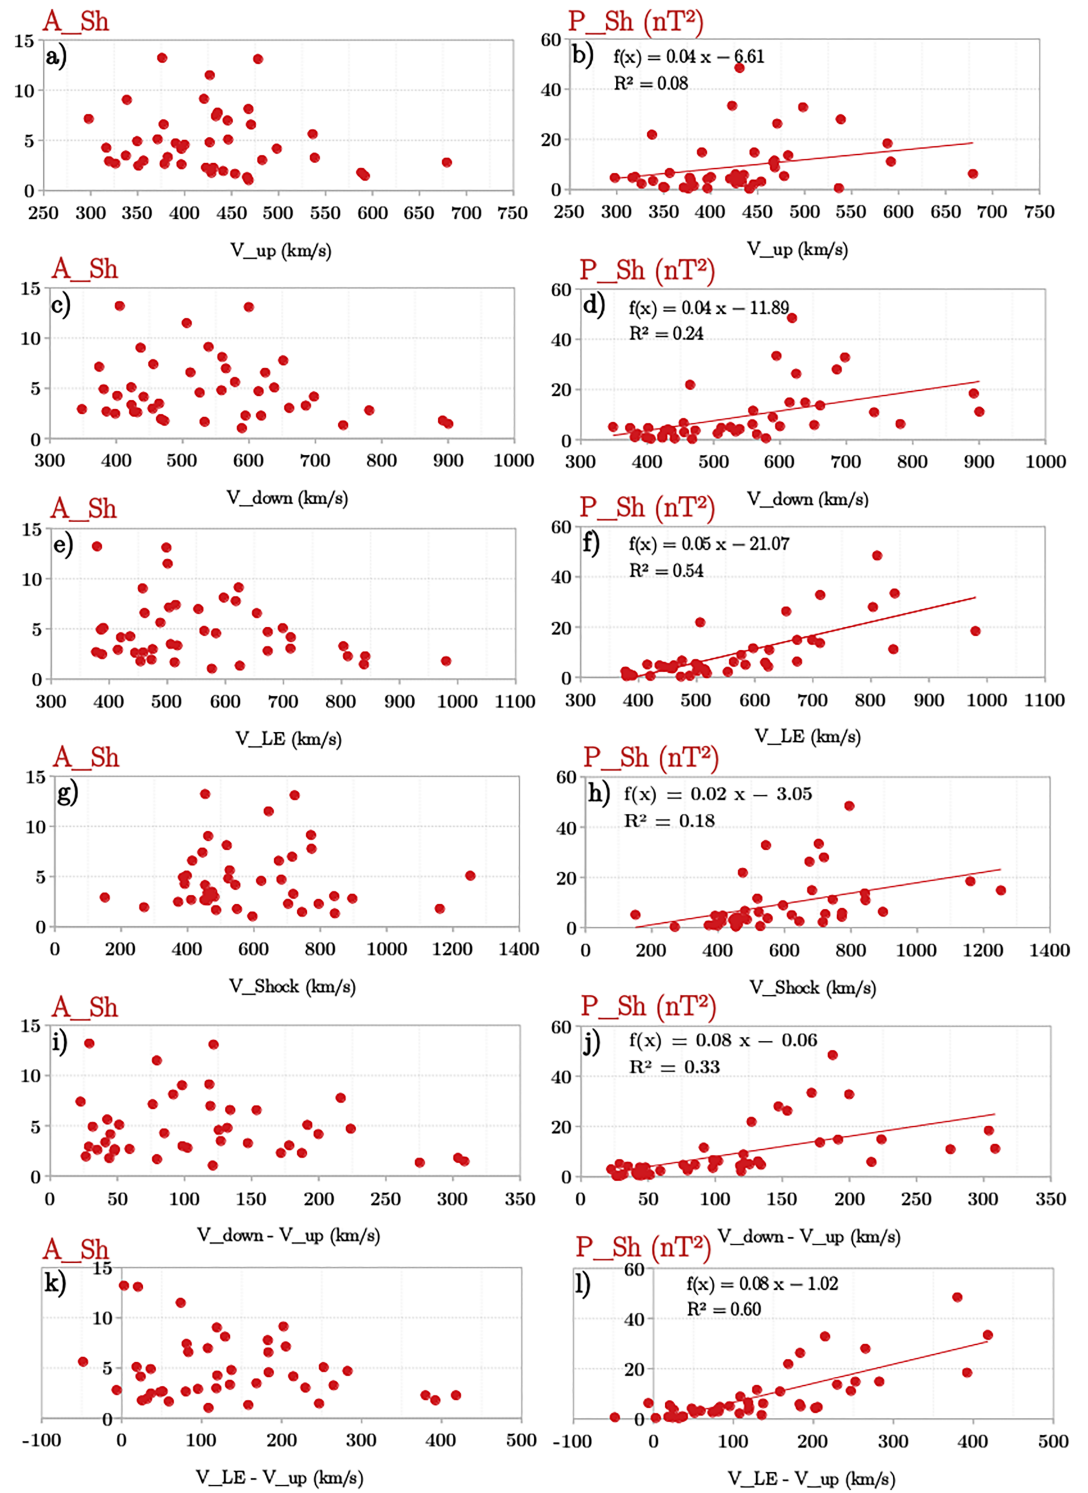 A_Sh
P_Sh (nT²)
15
10
5
0
a)
250 300 350 400 450 500 550 600 650 700 750
V_up (km/s)
60
40
20
0
b)
f(x) = 0.04 x − 6.61
R² = 0.08
250 300 350 400 450 500 550 600 650 700 750
V_up (km/s)
A_Sh
P_Sh (nT²)
15
10
5
0
c)
300 400 500 600 700 800 900 1000
V_down (km/s)
60
40
20
0
d)
f(x) = 0.04 x − 11.89
R² = 0.24
300 400 500 600 700 800 900 1000
V_down (km/s)
A_Sh
P_Sh (nT²)
15
10
5
0
e)
300 400 500 600 700 800 900 1000 1100
V_LE (km/s)
60
40
20
0
f)
f(x) = 0.05 x − 21.07
R² = 0.54
300 400 500 600 700 800 900 1000 1100
V_LE (km/s)
A_Sh
P_Sh (nT²)
15
10
5
0
g)
0 200 400 600 800 1000 1200 1400
V_Shock (km/s)
60
40
20
0
h)
f(x) = 0.02 x − 3.05
R² = 0.18
0 200 400 600 800 1000 1200 1400
V_Shock (km/s)
A_Sh
P_Sh (nT²)
15
10
5
0
i)
0 50 100 150 200 250 300 350
V_down - V_up (km/s)
60
40
20
0
j)
f(x) = 0.08 x − 0.06
R² = 0.33
0 50 100 150 200 250 300 350
V_down - V_up (km/s)
A_Sh
P_Sh (nT²)
15
10
5
0
k)
-100 0 100 200 300 400 500
V_LE - V_up (km/s)
60
40
20
0
l)
f(x) = 0.08 x − 1.02
R² = 0.60
-100 0 100 200 300 400 500
V_LE - V_up (km/s)